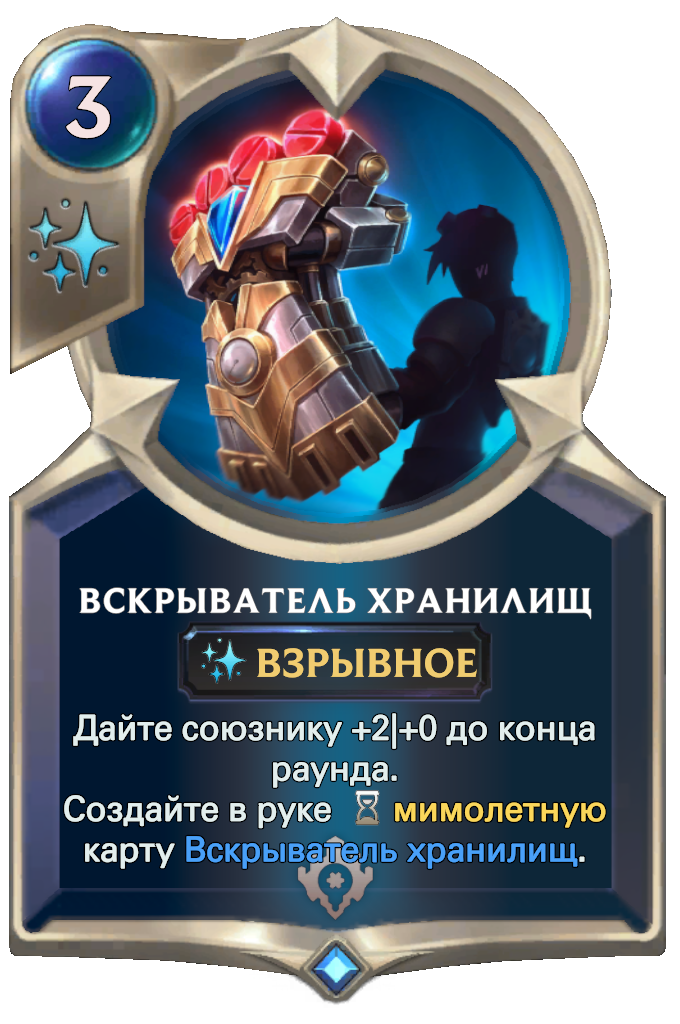 3
ВСКРЫВАТЕЛЬ ХРАНИЛИЩ
ВЗРЫВНОЕ
Дайте союзнику +2|+0 до конца
раунда.
Создайте в руке мимолетную
карту Вскрыватель хранилищ.